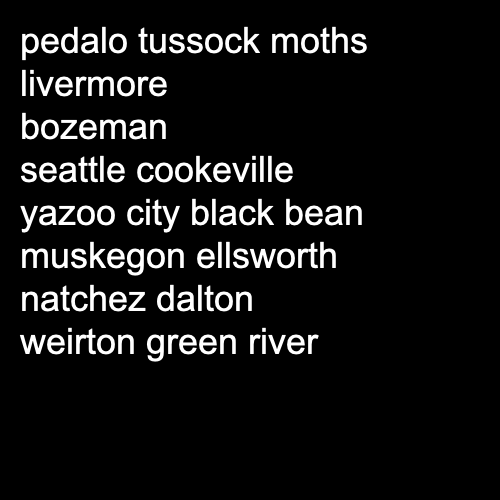 pedalo tussock moths
livermore
bozeman
seattle cookeville
yazoo city black bean
muskegon ellsworth
natchez dalton
weirton green river